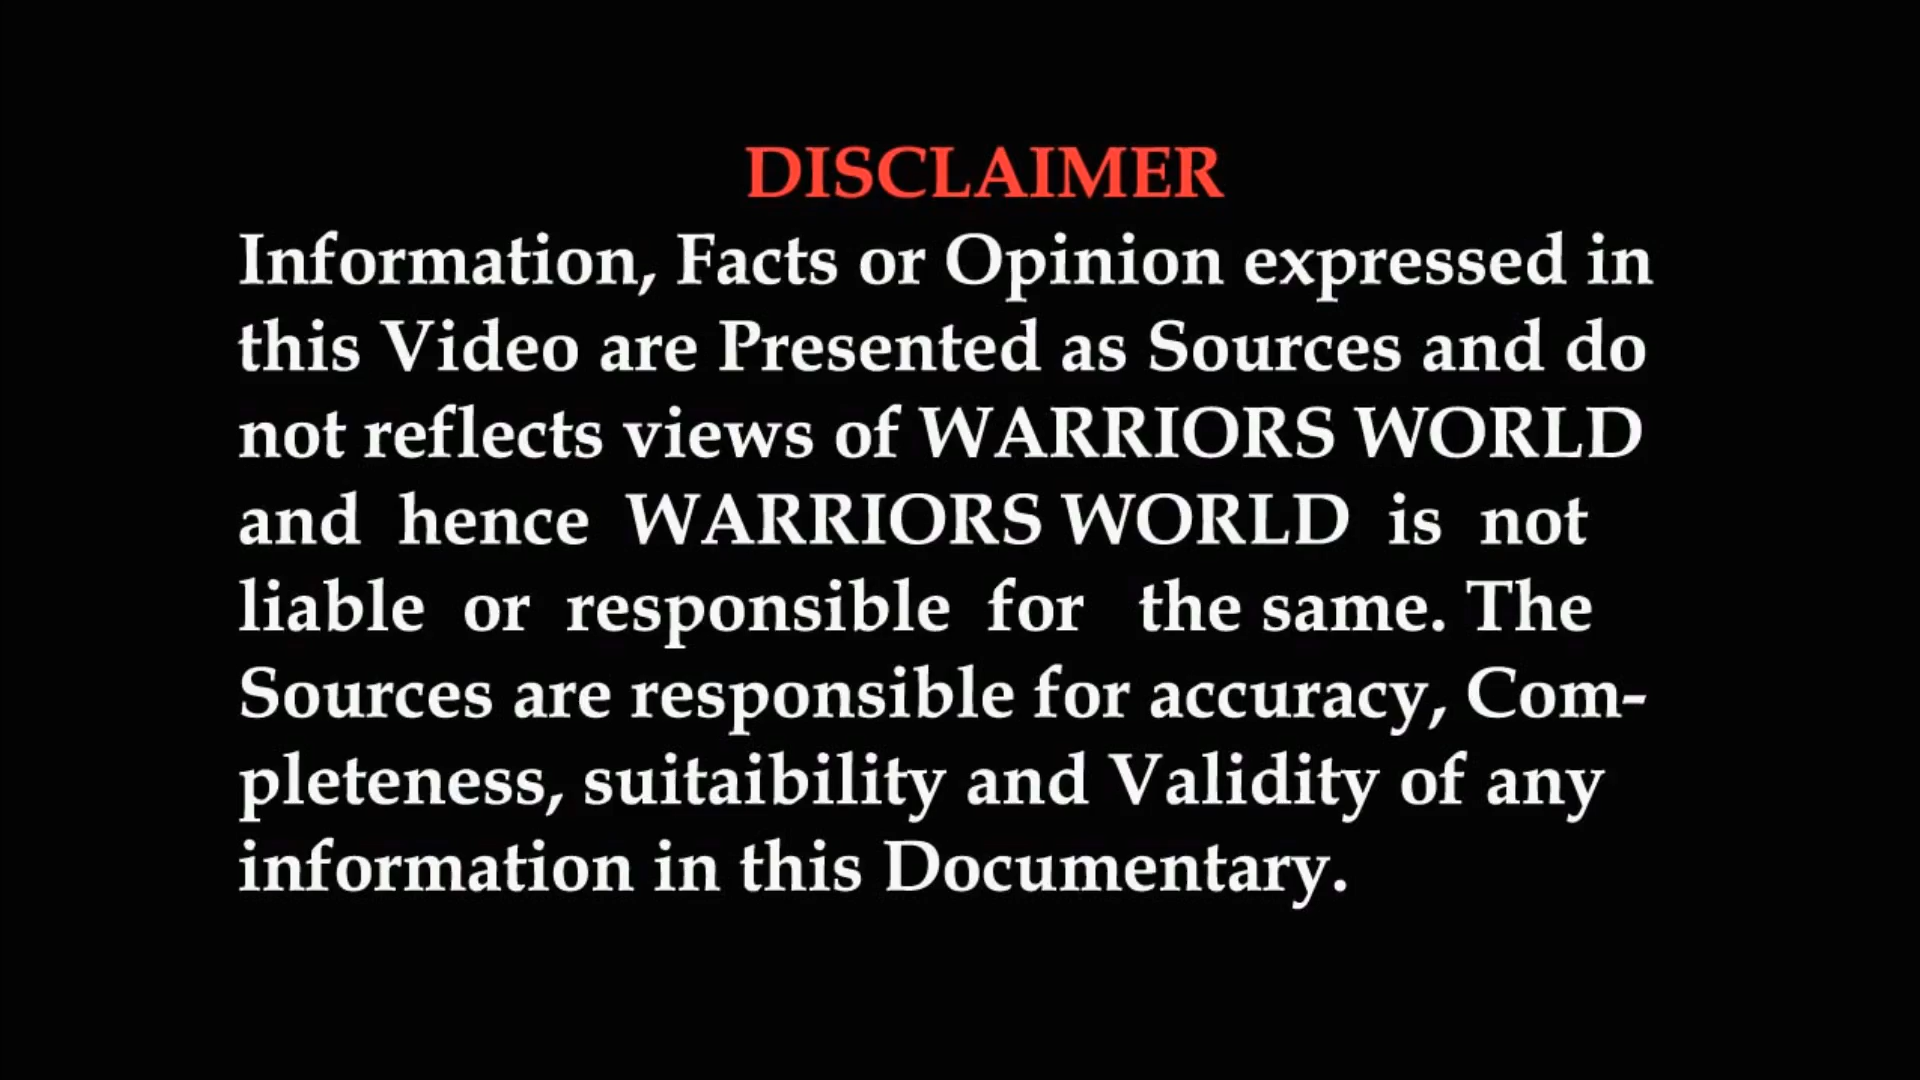 DISCLAIMER
Information, Facts or Opinion expressed in
this Video are Presented as Sources and do
not reflects views of WARRIORS WORLD
and hence WARRIORS WORLD is not
liable or responsible for the same. The
Sources are responsible for accuracy, Com-
pleteness, suitaibility and Validity of any
information in this Documentary.